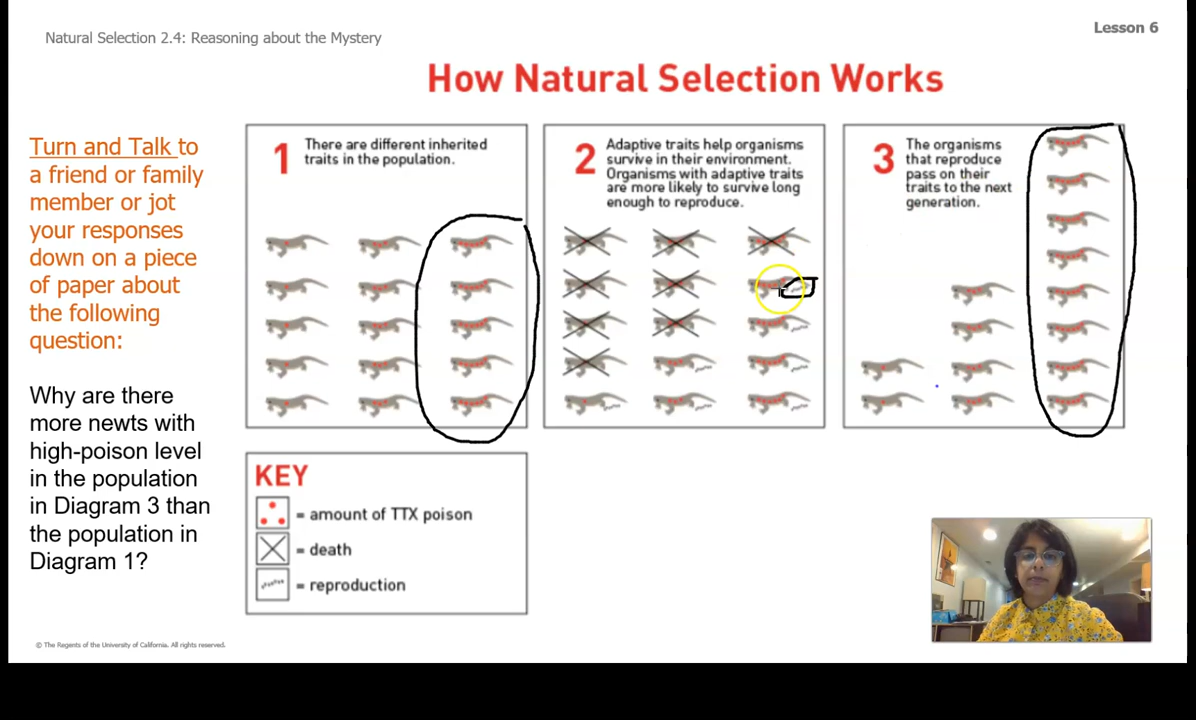 Natural Selection 2.4: Reasoning about the Mystery
Lesson 6
How Natural Selection Works
Turn and Talk to
a friend or family
member or jot
your responses
down on a piece
of paper about
the following
question:
Why are there
more newts with
high-poison level
in the population
in Diagram 3 than
the population in
Diagram 1?
1
There are different inherited
traits in the population.
2
Adaptive traits help organisms
survive in their environment.
Organisms with adaptive traits
are more likely to survive long
enough to reproduce.
3
The organisms
that reproduce
pass on their
traits to the next
generation.
KEY
= amount of TTX poison
= death
= reproduction
© The Regents of the University of California. All rights reserved.